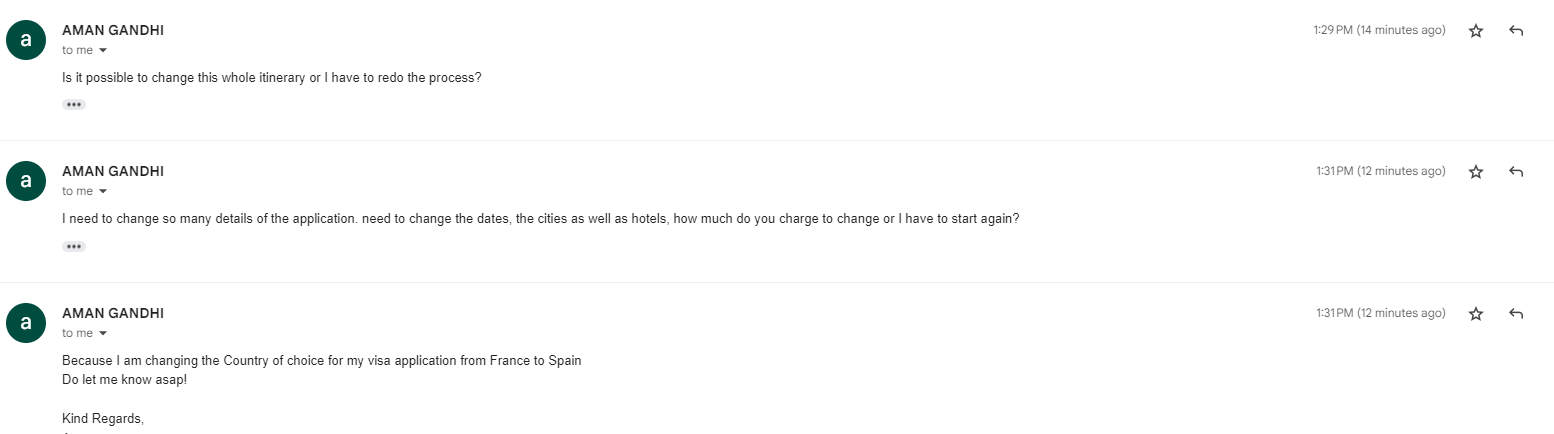 AMAN GANDHI
1:29 PM (14 minutes ago)
to me
Is it possible to change this whole itinerary or I have to redo the process?
AMAN GANDHI
1:31 PM (12 minutes ago)
to me
I need to change so many details of the application. need to change the dates, the cities as well as hotels, how much do you charge to change or I have to start again?
AMAN GANDHI
1:31 PM (12 minutes ago)
to me
Because I am changing the Country of choice for my visa application from France to Spain
Do let me know asap!
Kind Regards,